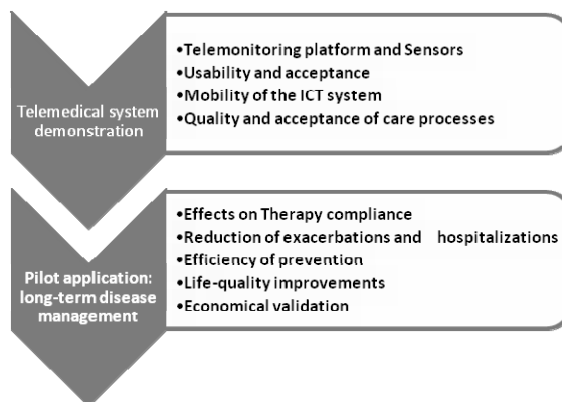 Telemedical system
demonstration
•Telemonitoring platform and Sensors
•Usability and acceptance
•Mobility of the ICT system
•Quality and acceptance of care processes
Pilot application:
long-term disease
management
•Effects on Therapy compliance
•Reduction of exacerbations and hospitalizations
•Efficiency of prevention
•Life-quality improvements
•Economical validation